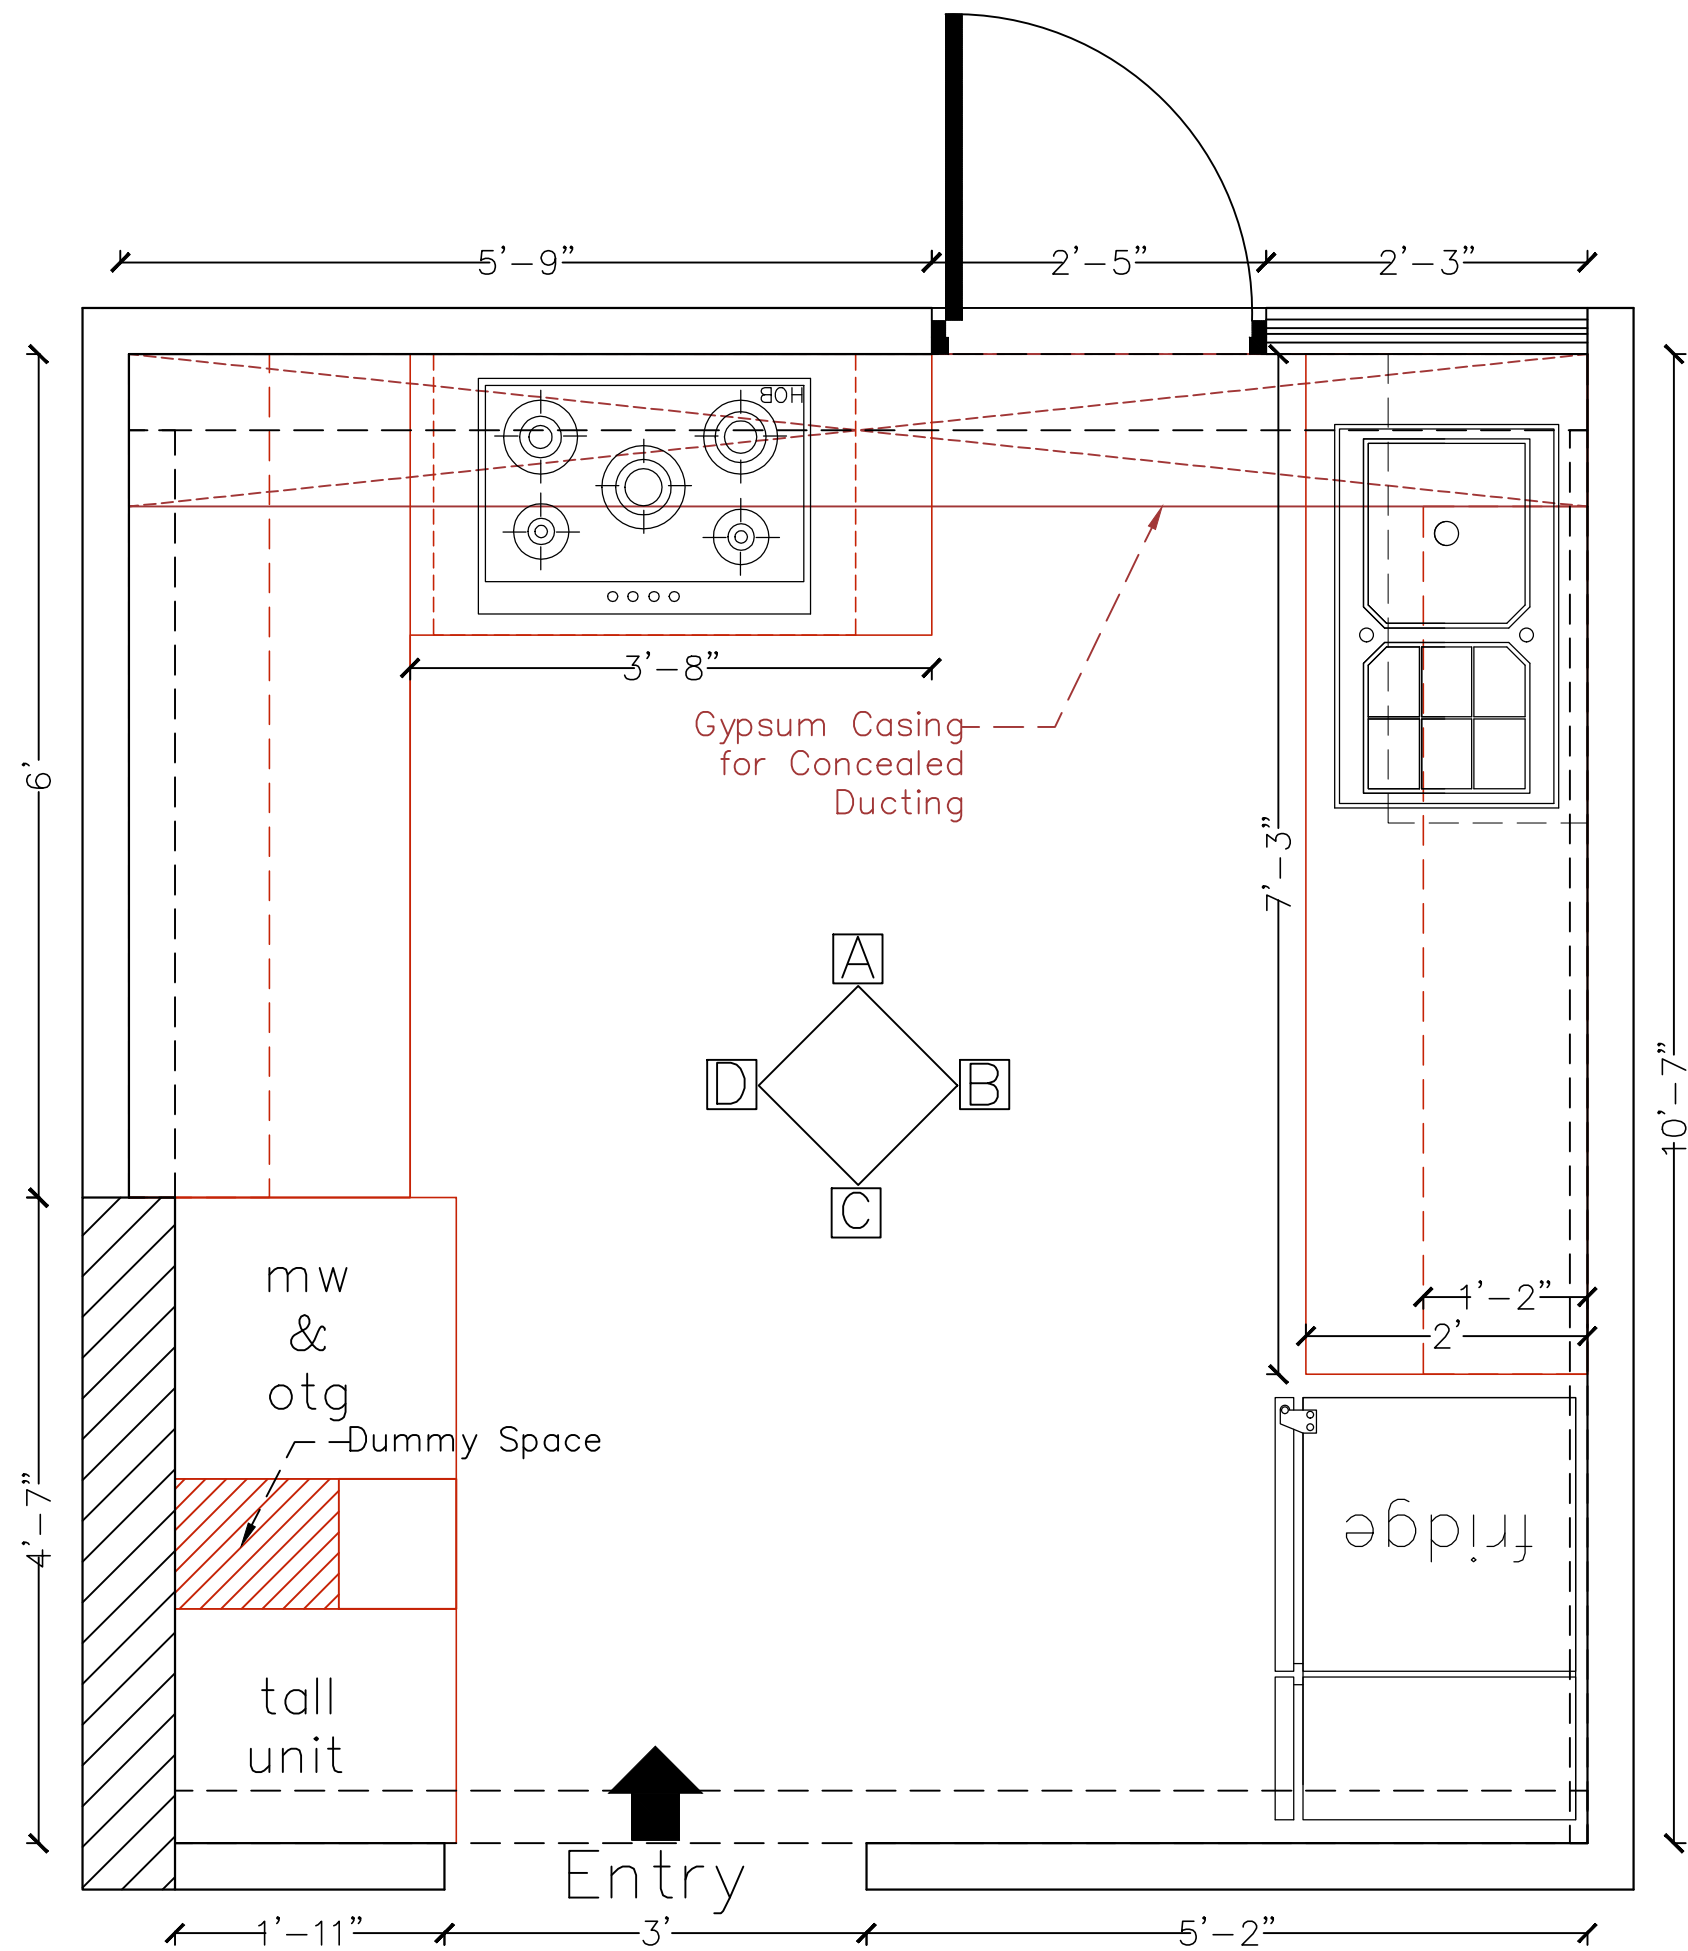 5'-9"
2'-5"
2'-3"
HOB
3'-8"
Gypsum Casing
for Concealed
Ducting
6'
7'-3"
A
D
B
C
10'-7"
mw
&
otg
1'-2"
2'
Dummy Space
4'-7"
fridge
tall
unit
Entry
1'-11"
3'
5'-2"